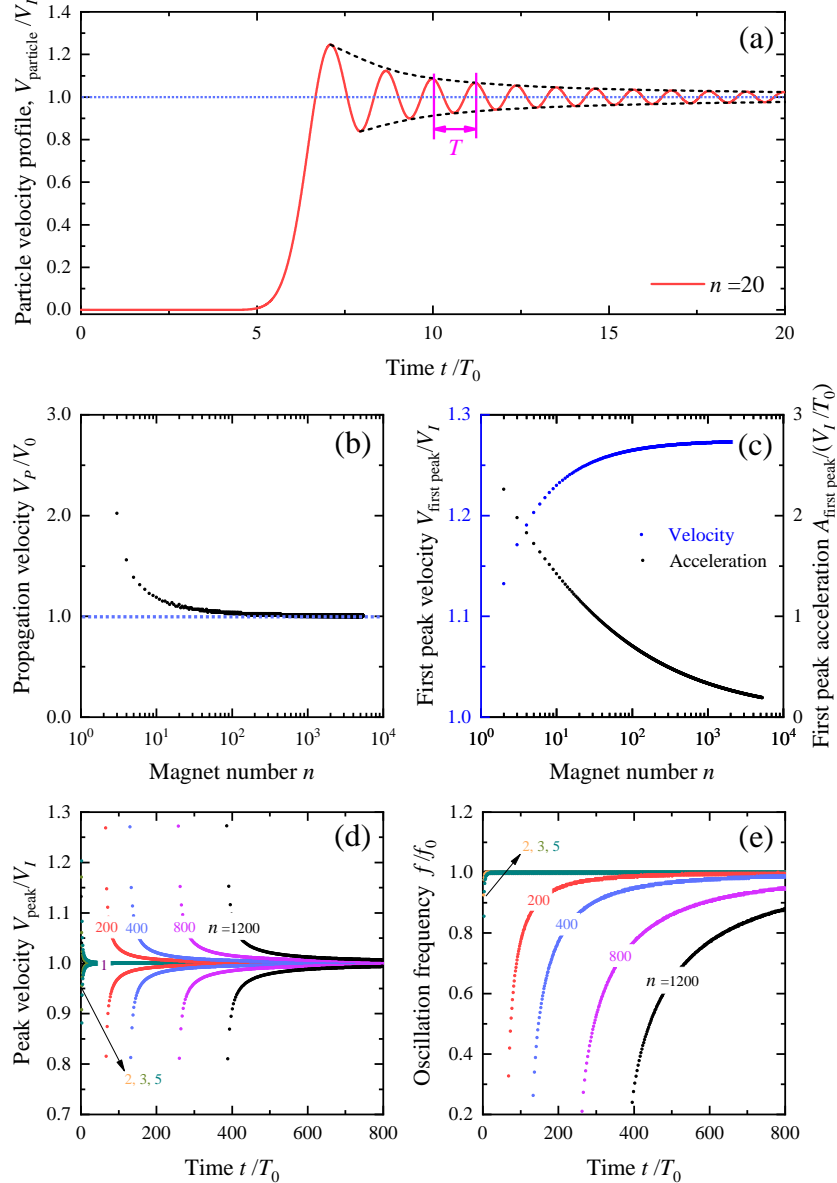 Particle velocity profile, V_particle/V_I
1.4
1.2
1.0
0.8
0.6
0.4
0.2
0.0
(a)
T
n =20
0
5
10
15
20
Time t /T_0
Propagation velocity V_P/V_0
3.0
2.0
1.0
0.0
(b)
10^0
10^1
10^2
10^3
10^4
Magnet number n
First peak velocity V_first peak/V_I
1.3
1.2
1.1
1.0
(c)
Velocity
Acceleration
3
2
1
0
First peak acceleration A_first peak/(V_I /T_0)
10^0
10^1
10^2
10^3
10^4
Magnet number n
Peak velocity V_peak/V_I
1.3
1.2
1.1
1.0
0.9
0.8
0.7
(d)
200
400
800
n =1200
1
2, 3, 5
0
200
400
600
800
Time t /T_0
Oscillation frequency f /f_0
1.2
1.0
0.8
0.6
0.4
0.2
(e)
2, 3, 5
200
400
800
n =1200
0
200
400
600
800
Time t /T_0